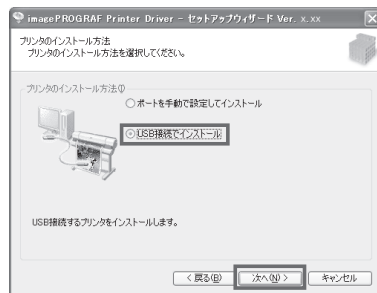 imagePROGRAF Printer Driver - セットアップウィザード Ver. x.xx
プリンタのインストール方法
プリンタのインストール方法を選択してください。
プリンタのインストール方法(I)
ポートを手動で設定してインストール
USB接続でインストール
USB接続するプリンタをインストールします。
< 戻る(B)
次へ(N) >
キャンセル